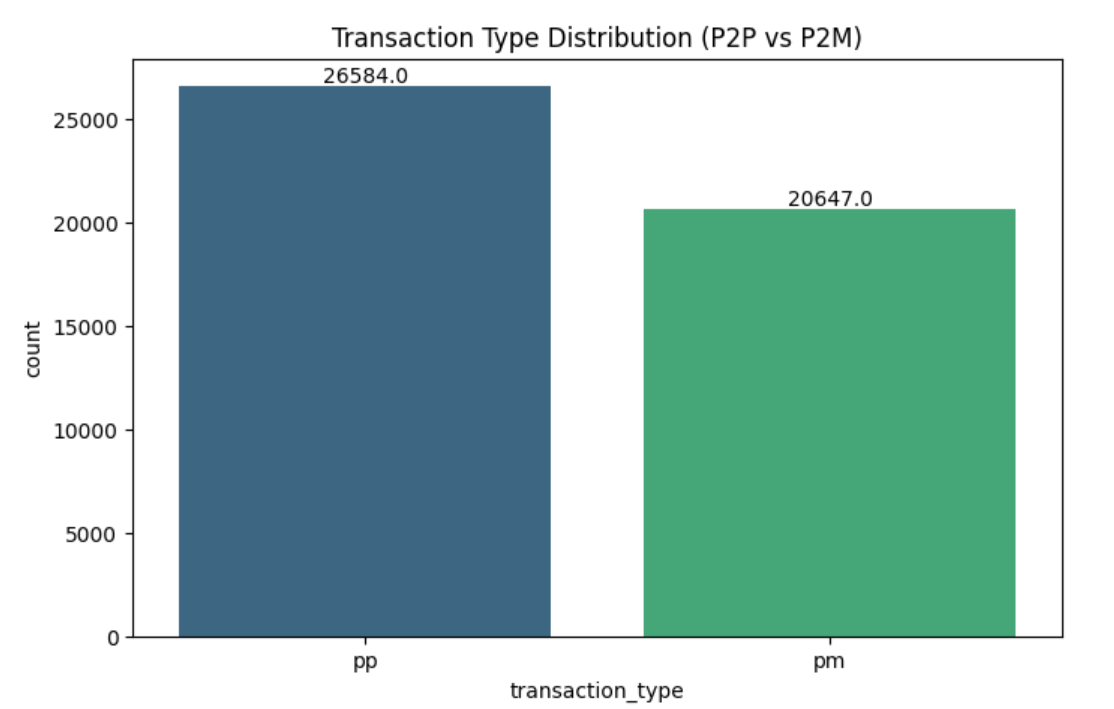 Transaction Type Distribution (P2P vs P2M)
26584.0
20647.0
25000
20000
15000
10000
5000
0
count
pp
pm
transaction_type